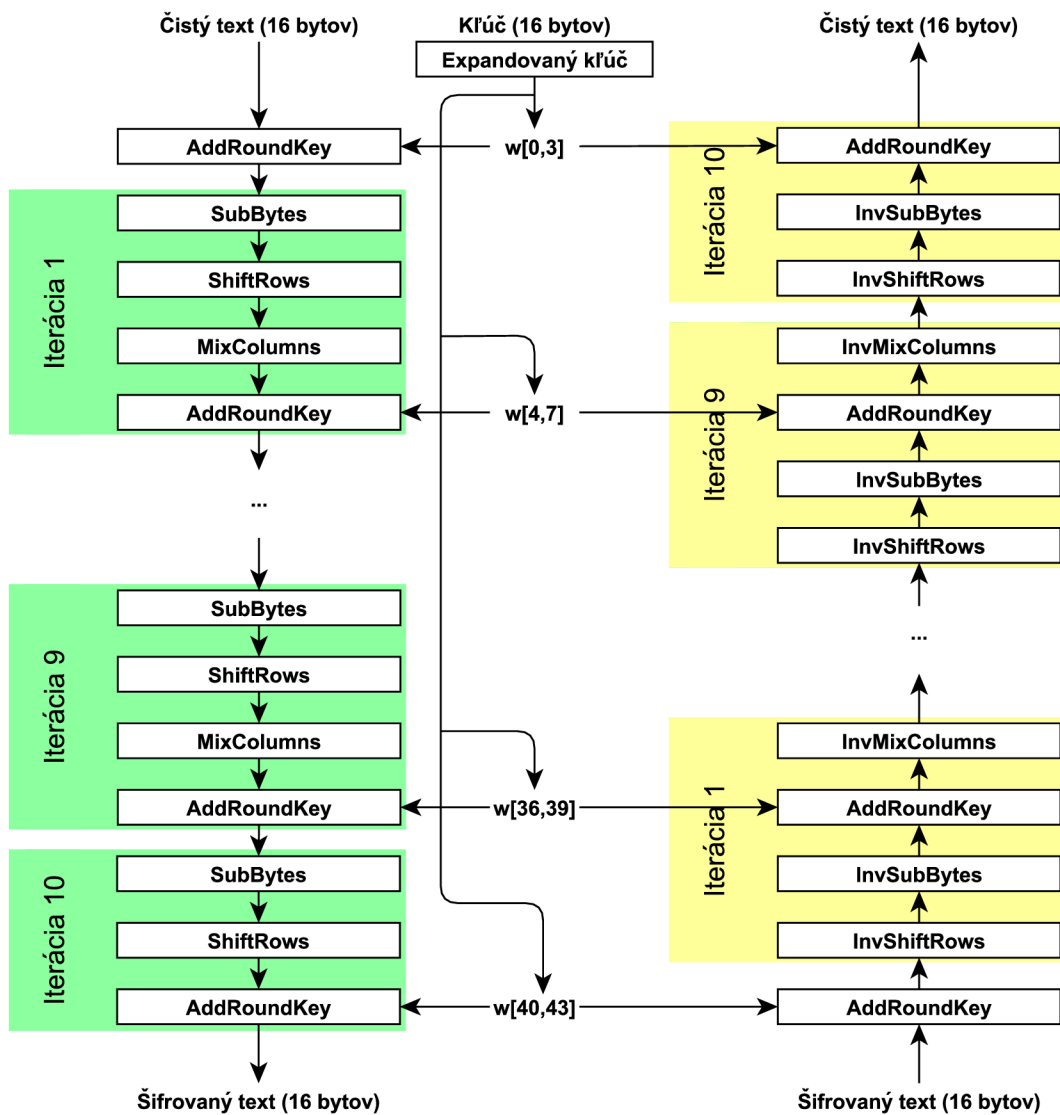 Čistý text (16 bytov)
AddRoundKey
Iterácia 1
SubBytes
ShiftRows
MixColumns
AddRoundKey
...
Iterácia 9
SubBytes
ShiftRows
MixColumns
AddRoundKey
Iterácia 10
SubBytes
ShiftRows
AddRoundKey
Šifrovaný text (16 bytov)
Kľúč (16 bytov)
Expandovaný kľúč
w[0,3]
w[4,7]
w[36,39]
w[40,43]
Čistý text (16 bytov)
Iterácia 10
AddRoundKey
InvSubBytes
InvShiftRows
Iterácia 9
InvMixColumns
AddRoundKey
InvSubBytes
InvShiftRows
...
Iterácia 1
InvMixColumns
AddRoundKey
InvSubBytes
InvShiftRows
AddRoundKey
Šifrovaný text (16 bytov)